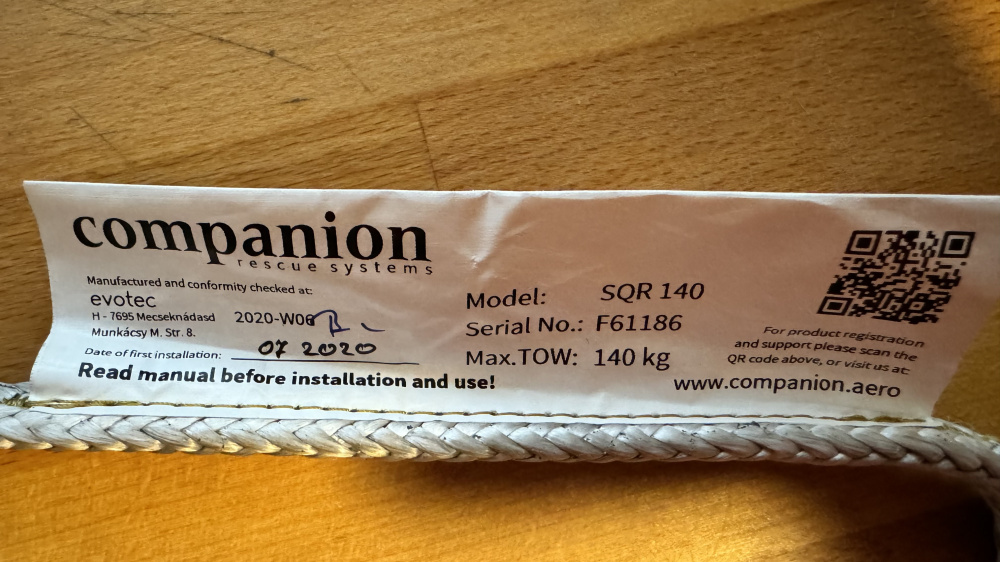 companion
rescue systems
Manufactured and conformity checked at:
evotec
H - 7695 Mecseknádasd
Munkácsy M. Str. 8.
2020-W06
Date of first installation: 07 2020
Read manual before installation and use!
Model: SQR 140
Serial No.: F61186
Max.TOW: 140 kg
For product registration
and support please scan the
QR code above, or visit us at:
www.companion.aero